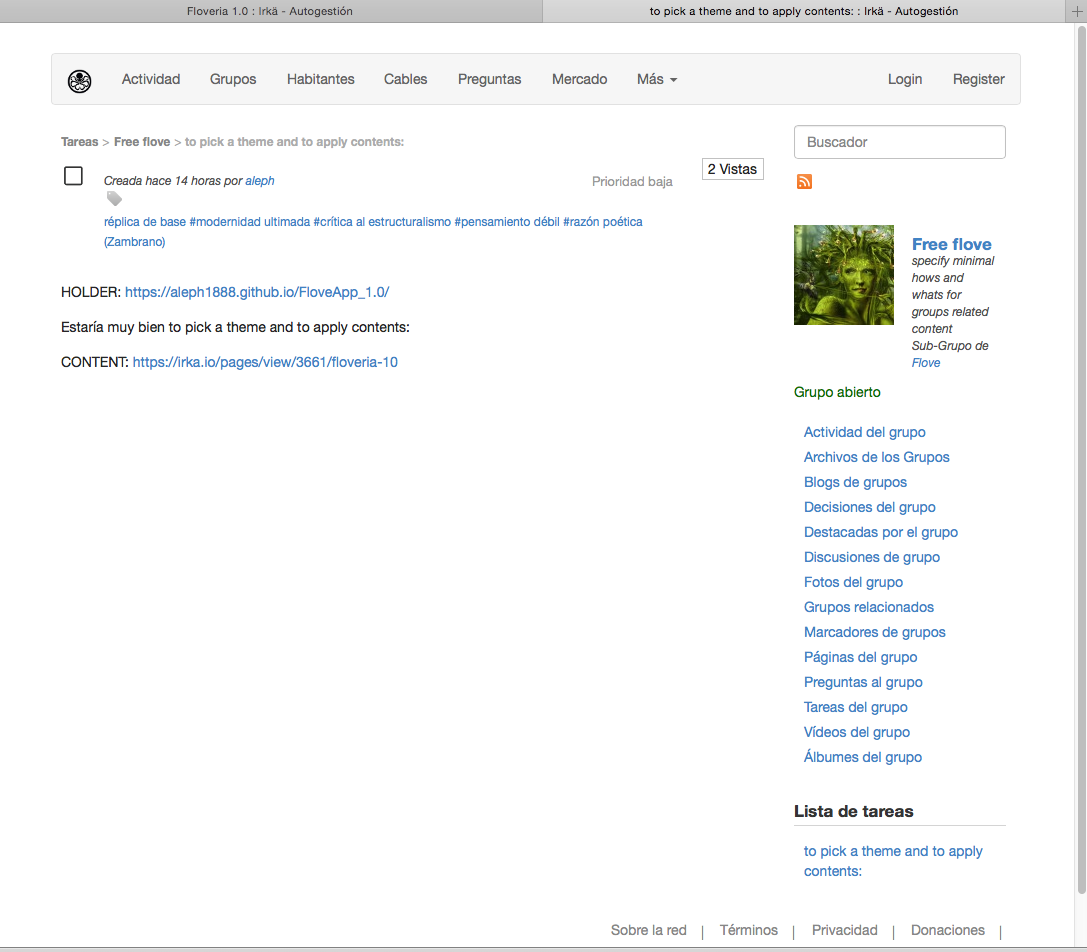 Floveria 1.0 : Irkä - Autogestión
to pick a theme and to apply contents: : Irkä - Autogestión
Actividad Grupos Habitantes Cables Preguntas Mercado Más Login Register
Tareas > Free flove > to pick a theme and to apply contents:
2 Vistas
Creada hace 14 horas por aleph
Prioridad baja
réplica de base #modernidad ultimada #crítica al estructuralismo #pensamiento débil #razón poética
(Zambrano)
HOLDER: https://aleph1888.github.io/FloveApp_1.0/
Estaría muy bien to pick a theme and to apply contents:
CONTENT: https://irka.io/pages/view/3661/floveria-10
Buscador
Free flove
specify minimal
hows and
whats for
groups related
content
Sub-Grupo de
Flove
Grupo abierto
Actividad del grupo
Archivos de los Grupos
Blogs de grupos
Decisiones del grupo
Destacadas por el grupo
Discusiones de grupo
Fotos del grupo
Grupos relacionados
Marcadores de grupos
Páginas del grupo
Preguntas al grupo
Tareas del grupo
Vídeos del grupo
Álbumes del grupo
Lista de tareas
to pick a theme and to apply
contents:
Sobre la red | Términos | Privacidad | Donaciones |